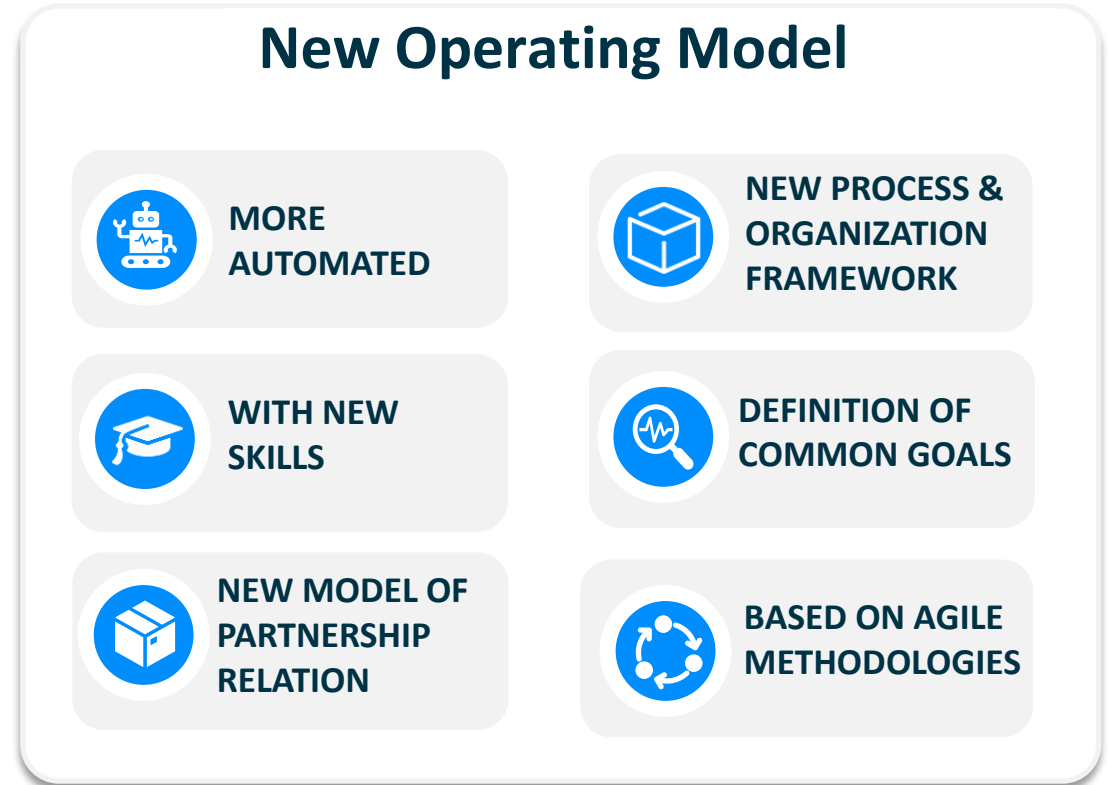 New Operating Model
MORE
AUTOMATED
NEW PROCESS &
ORGANIZATION
FRAMEWORK
WITH NEW
SKILLS
DEFINITION OF
COMMON GOALS
NEW MODEL OF
PARTNERSHIP
RELATION
BASED ON AGILE
METHODOLOGIES